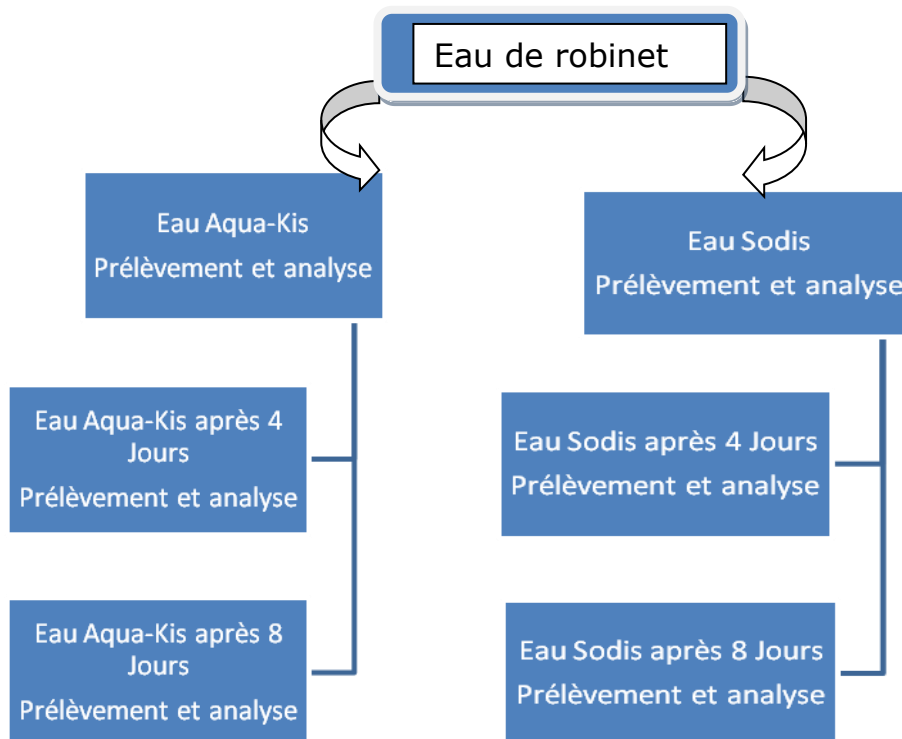 Eau de robinet
Eau Aqua-Kis
Prélèvement et analyse
Eau Sodis
Prélèvement et analyse
Eau Aqua-Kis après 4
Jours
Prélèvement et analyse
Eau Sodis après 4 Jours
Prélèvement et analyse
Eau Aqua-Kis après 8
Jours
Prélèvement et analyse
Eau Sodis après 8 Jours
Prélèvement et analyse